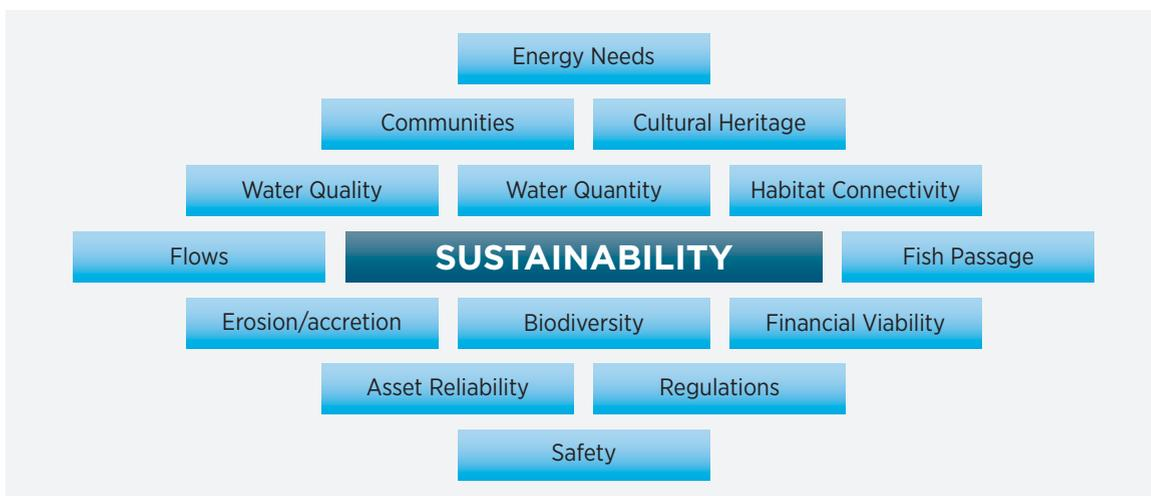 Energy Needs
Communities
Cultural Heritage
Water Quality
Water Quantity
Habitat Connectivity
Flows
SUSTAINABILITY
Fish Passage
Erosion/accretion
Biodiversity
Financial Viability
Asset Reliability
Regulations
Safety